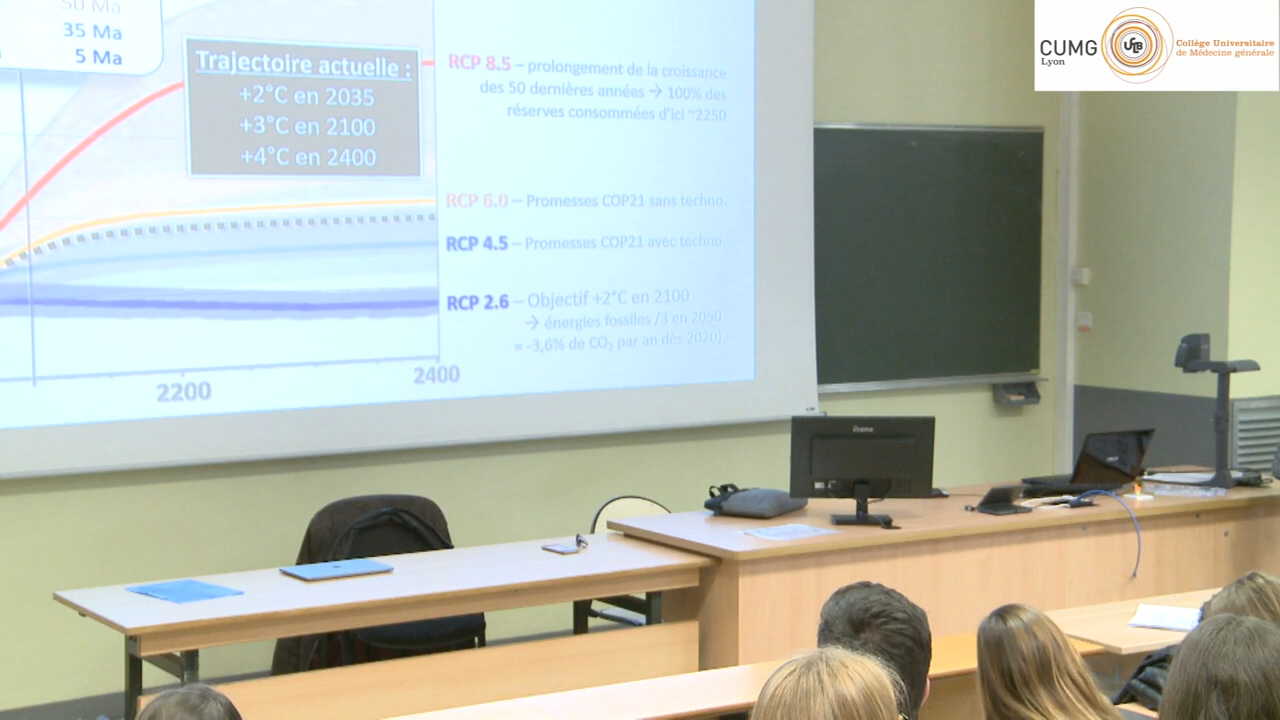 50 Ma
35 Ma
5 Ma
Trajectoire actuelle :
+2°C en 2035
+3°C en 2100
+4°C en 2400
RCP 8.5 – prolongement de la croissance
des 50 dernières années → 100% des
réserves consommées d'ici ~2250
RCP 6.0 – Promesses COP21 sans techno.
RCP 4.5 – Promesses COP21 avec techno.
RCP 2.6 – Objectif +2°C en 2100
→ énergies fossiles /3 en 2050
= -3,6% de CO₂ par an dès 2020)
2200
2400
CUMG
Lyon
Collège Universitaire
de Médecine générale
iiyama